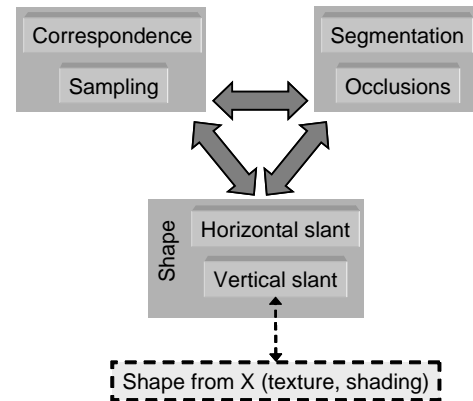 Correspondence
Sampling
Segmentation
Occlusions
Shape
Horizontal slant
Vertical slant
Shape from X (texture, shading)